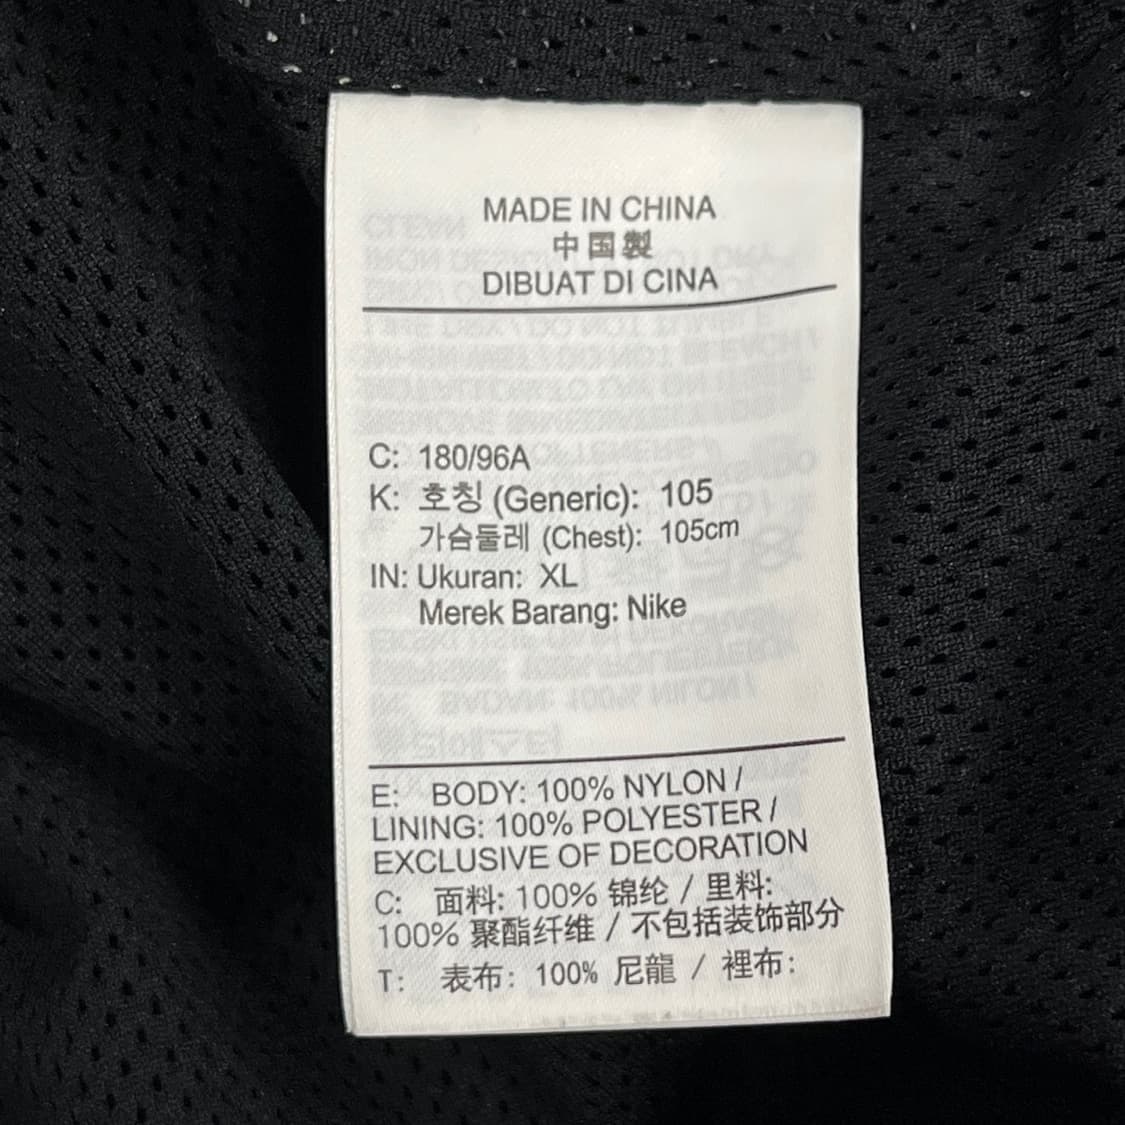 MADE IN CHINA
中国製
DIBUAT DI CINA
C: 180/96A
K: 호칭 (Generic): 105
가슴둘레 (Chest): 105cm
IN: Ukuran: XL
Merek Barang: Nike
E: BODY: 100% NYLON /
LINING: 100% POLYESTER /
EXCLUSIVE OF DECORATION
C: 面料: 100% 锦纶 / 里料:
100% 聚酯纤维 / 不包括装饰部分
T: 表布: 100% 尼龍 / 裡布: